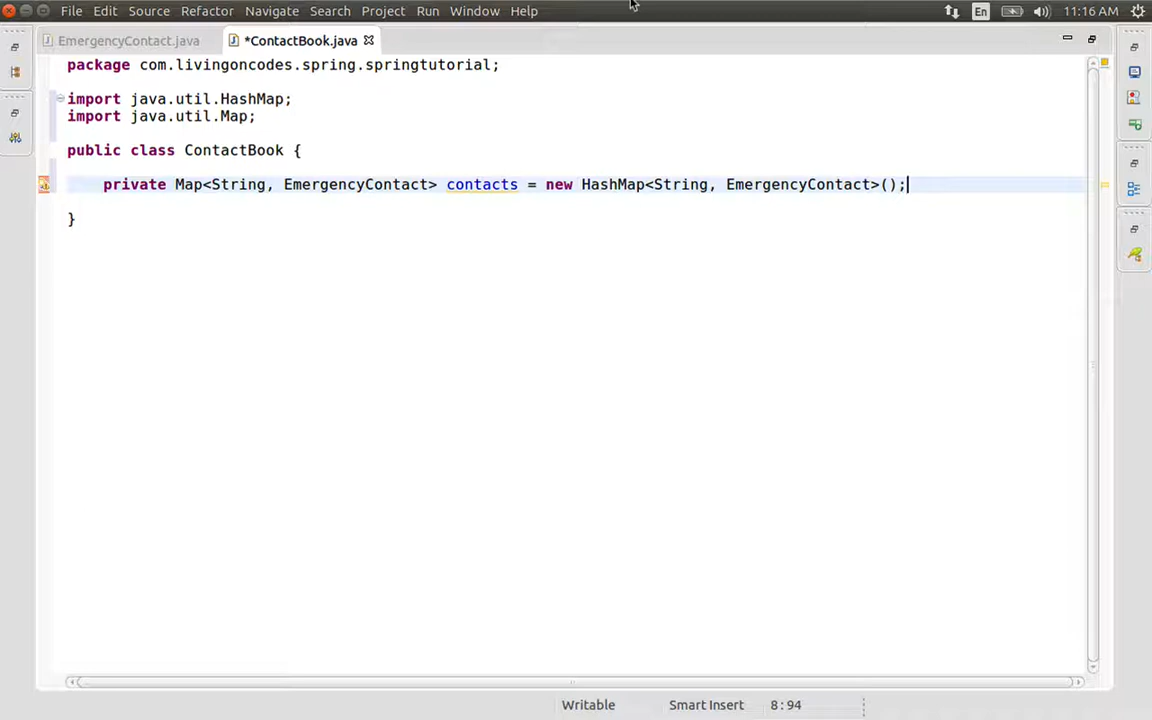 File Edit Source Refactor Navigate Search Project Run Window Help En 11:16 AM
EmergencyContact.java *ContactBook.java
package com.livingoncodes.spring.springtutorial;
import java.util.HashMap;
import java.util.Map;
public class ContactBook {
private Map<String, EmergencyContact> contacts = new HashMap<String, EmergencyContact>();
}
Writable Smart Insert 8:94